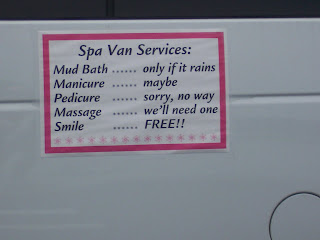 Spa Van Services:
Mud Bath ...... only if it rains
Manicure ...... maybe
Pedicure ...... sorry, no way
Massage ...... we'll need one
Smile ...... FREE!!